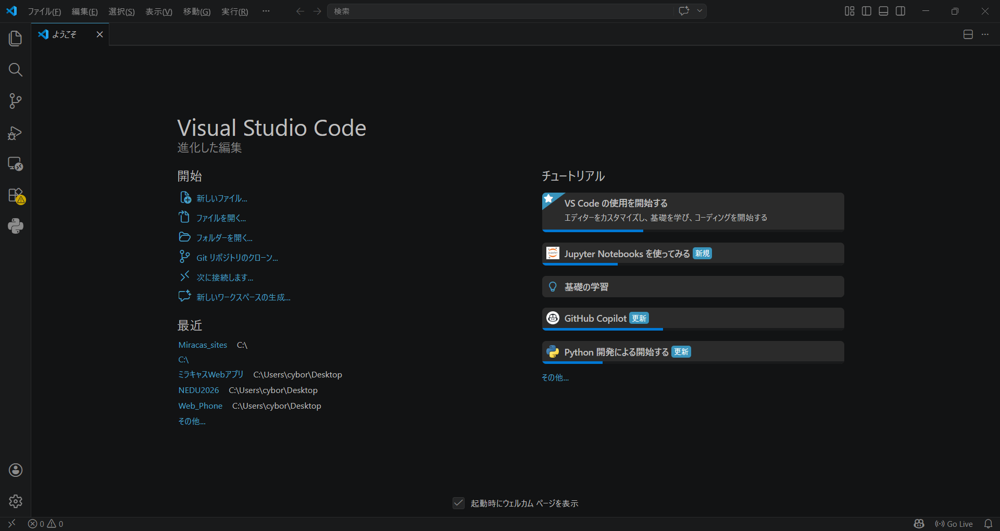 ファイル(F) 編集(E) 選択(S) 表示(V) 移動(G) 実行(R) ··· 検索
ようこそ
Visual Studio Code
進化した編集
開始
新しいファイル...
ファイルを開く...
フォルダーを開く...
Git リポジトリのクローン...
次に接続します...
新しいワークスペースの生成...
最近
Miracas_sites C:\
C:\
ミラキャスWebアプリ C:\Users\cybor\Desktop
NEDU2026 C:\Users\cybor\Desktop
Web_Phone C:\Users\cybor\Desktop
その他...
チュートリアル
VS Code の使用を開始する
エディターをカスタマイズし、基礎を学び、コーディングを開始する
jupyter
Jupyter Notebooks を使ってみる 新規
基礎の学習
GitHub Copilot 更新
Python 開発による開始する 更新
その他...
起動時にウェルカム ページを表示
0 0 Go Live